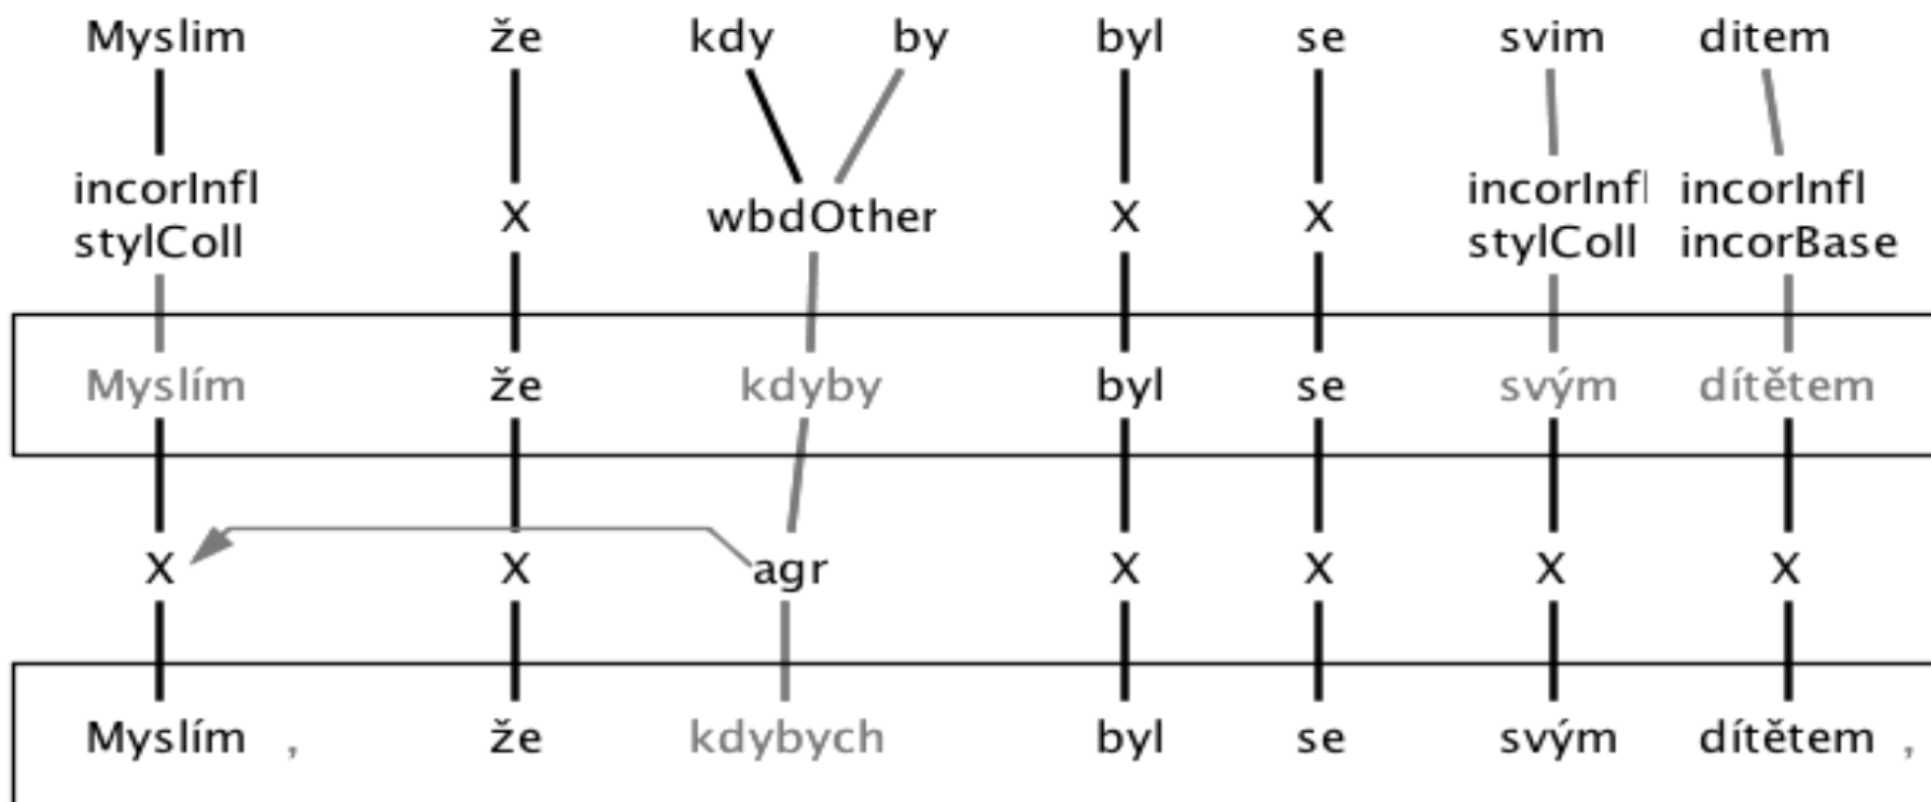 Myslim že kdy by byl se svim ditem
incorInfl incorInfl incorInfl
X wbdOther X X
stylColl stylColl incorBase
Myslím že kdyby byl se svým dítětem
X X agr X X X X
Myslím , že kdybych byl se svým dítětem ,